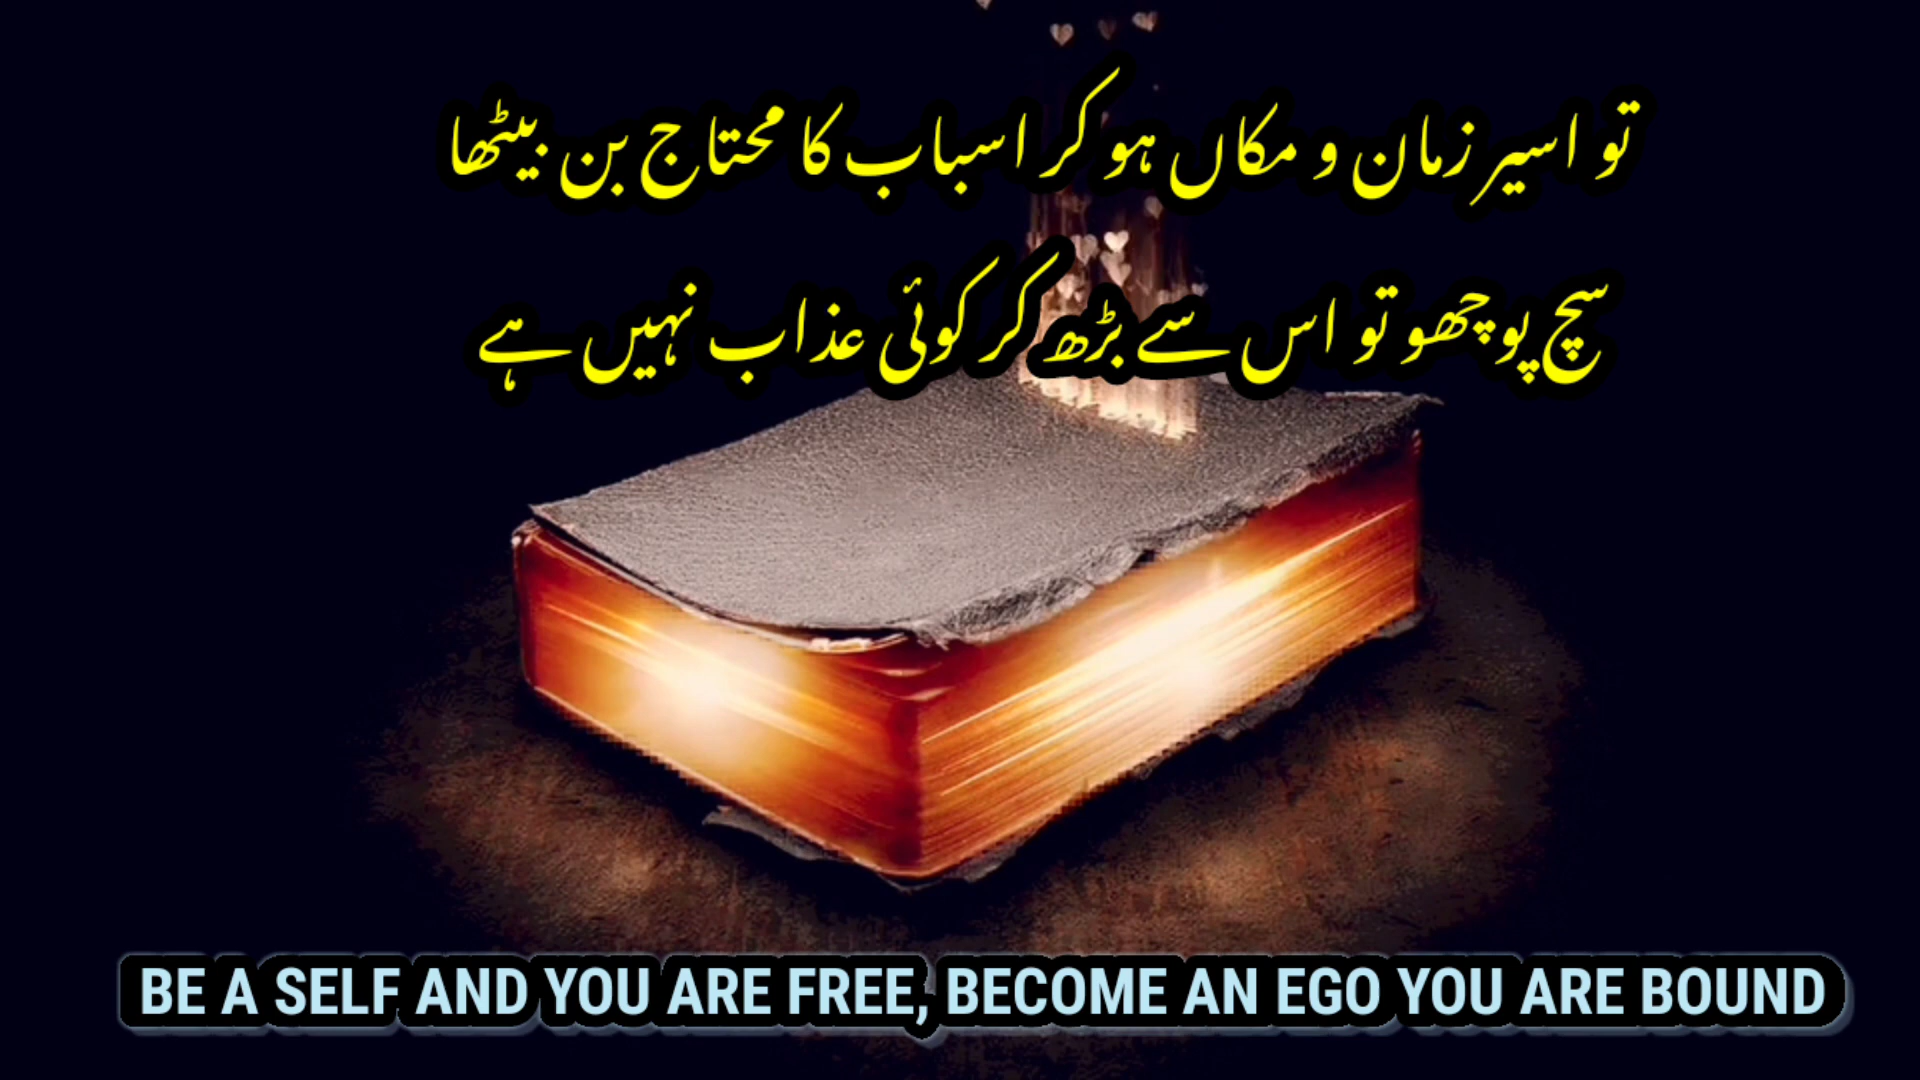 تو اسیر زمان و مکاں ہو کر اسباب کا محتاج بن بیٹھا
سچ پوچھو تو اس سے بڑھ کر کوئی عذاب نہیں ہے
BE A SELF AND YOU ARE FREE, BECOME AN EGO YOU ARE BOUND